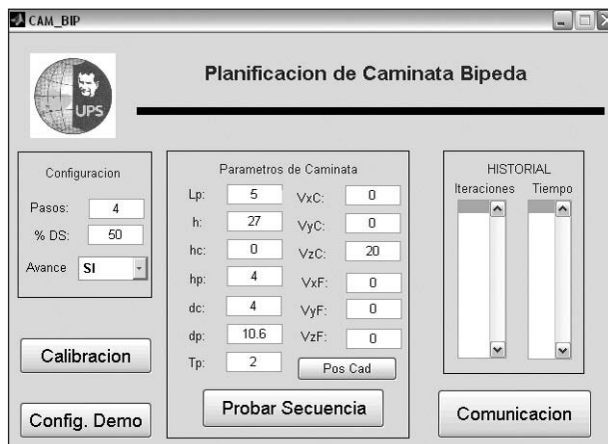 CAM_BIP
UPS
Planificacion de Caminata Bipeda
Configuracion
Pasos: 4
% DS: 50
Avance SI
Calibracion
Config. Demo
Parametros de Caminata
Lp: 5 VxC: 0
h: 27 VyC: 0
hc: 0 VzC: 20
hp: 4 VxF: 0
dc: 4 VyF: 0
dp: 10.6 VzF: 0
Tp: 2 Pos Cad
Probar Secuencia
HISTORIAL
Iteraciones Tiempo
Comunicacion